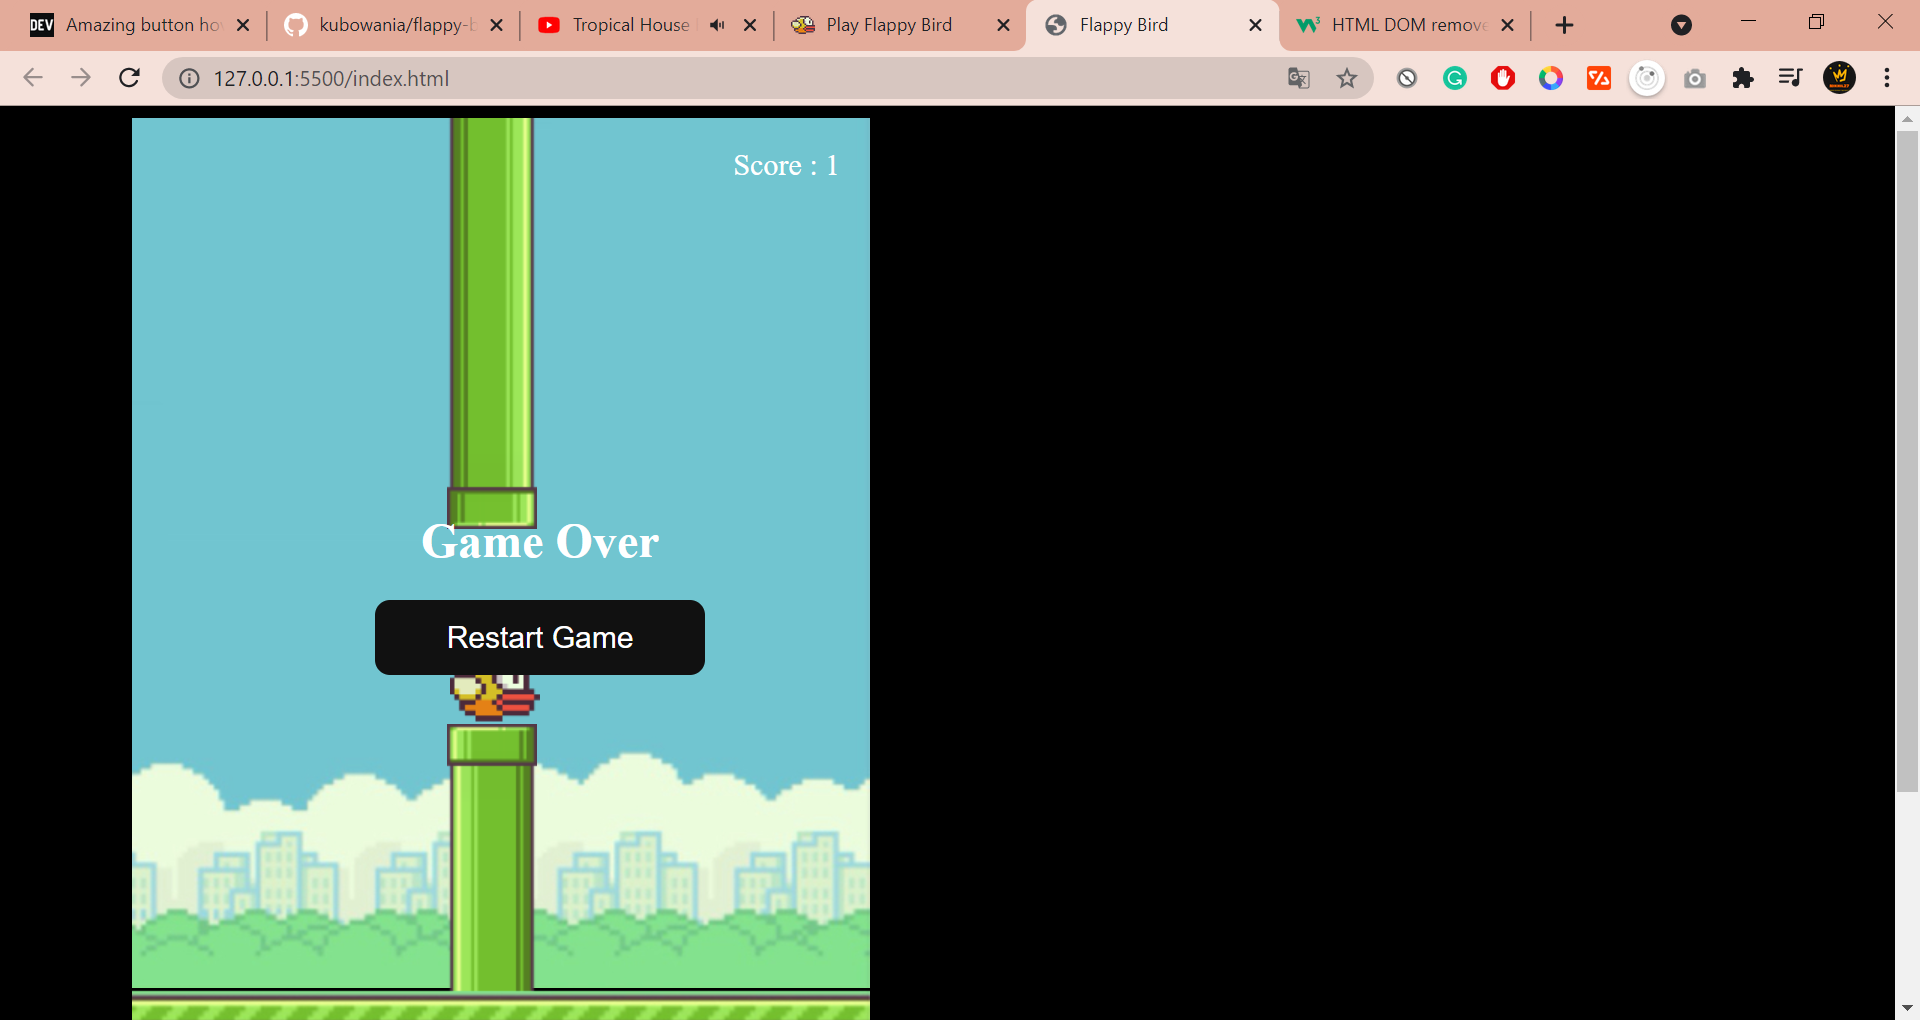 DEV Amazing button ho
kubowania/flappy-b
Tropical House
Play Flappy Bird
Flappy Bird
HTML DOM remove
127.0.0.1:5500/index.html
Score : 1
Game Over
Restart Game